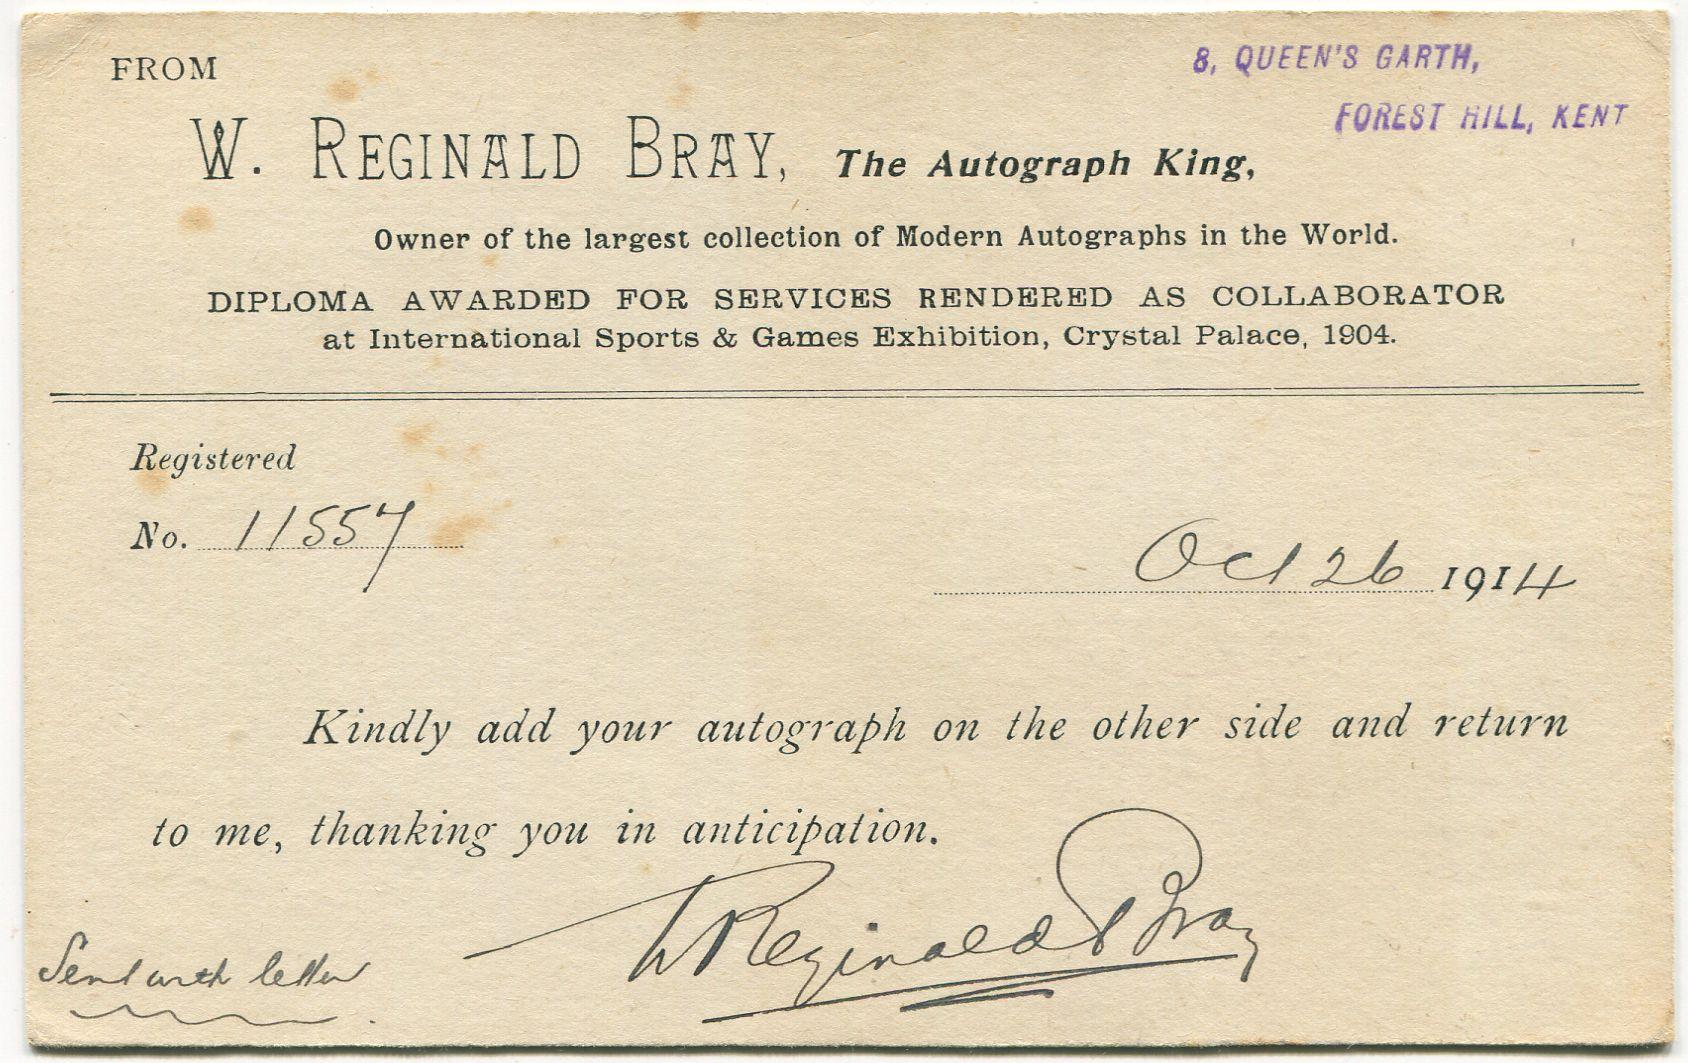 FROM
8, QUEEN'S GARTH,
FOREST HILL, KENT
W. REGINALD BRAY, The Autograph King,
Owner of the largest collection of Modern Autographs in the World.
DIPLOMA AWARDED FOR SERVICES RENDERED AS COLLABORATOR
at International Sports & Games Exhibition, Crystal Palace, 1904.
Registered
No. 11557
Oct 26 1914
Kindly add your autograph on the other side and return
to me, thanking you in anticipation.
W Reginald Bray
Sent with letter